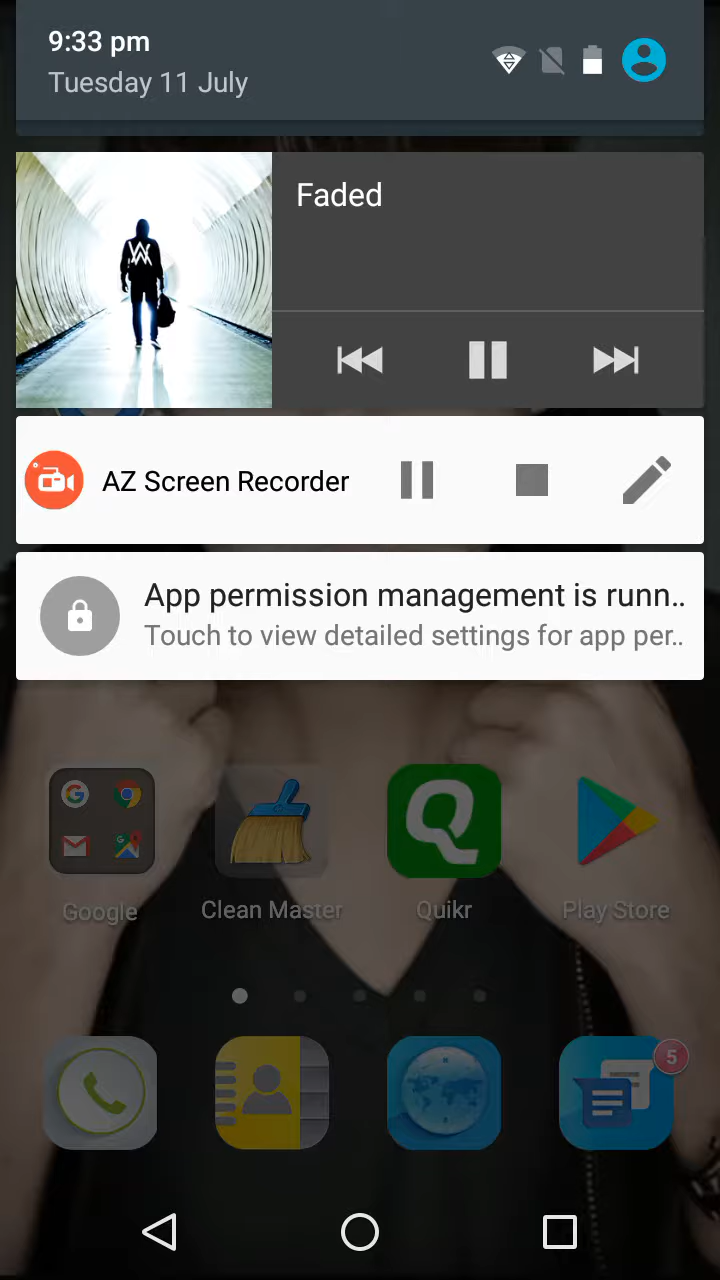 9:33 pm
Tuesday 11 July
Faded
AZ Screen Recorder
App permission management is runn..
Touch to view detailed settings for app per..
Google
Clean Master
Quikr
Play Store
5